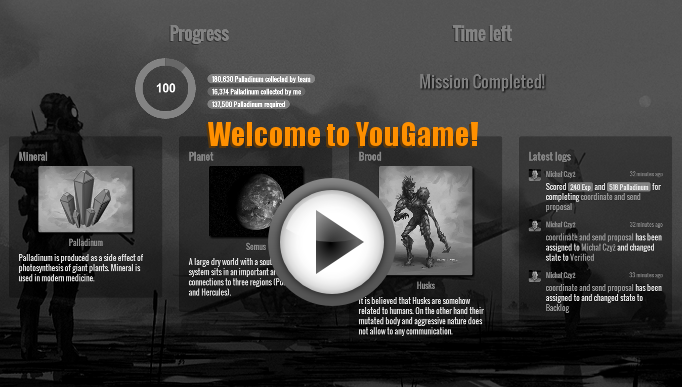 Progress
Time left
100
180,630 Palladinum collected by team
16,374 Palladinum collected by me
137,500 Palladinum required
Mission Completed!
Welcome to YouGame!
Mineral
Palladinum
Palladinum is produced as a side effect of
photosynthesis of giant plants. Mineral is
used in modern medicine.
Planet
Somus
A large dry world with a
system sits in an important
connections to three regions
and Hercules).
Brood
Husks
It is believed that Husks are somehow
related to humans. On the other hand their
mutated body and aggressive nature does
not allow to any communication.
Latest logs
Michał Czyż
32 minutes ago
Scored 240 Exp and 518 Palladinum for
completing coordinate and send
proposal
Michał Czyż
32 minutes ago
coordinate and send proposal has been
assigned to Michał Czyż and changed
state to Verified
Michał Czyż
33 minutes ago
coordinate and send proposal has been
assigned to and changed state to
Backlog